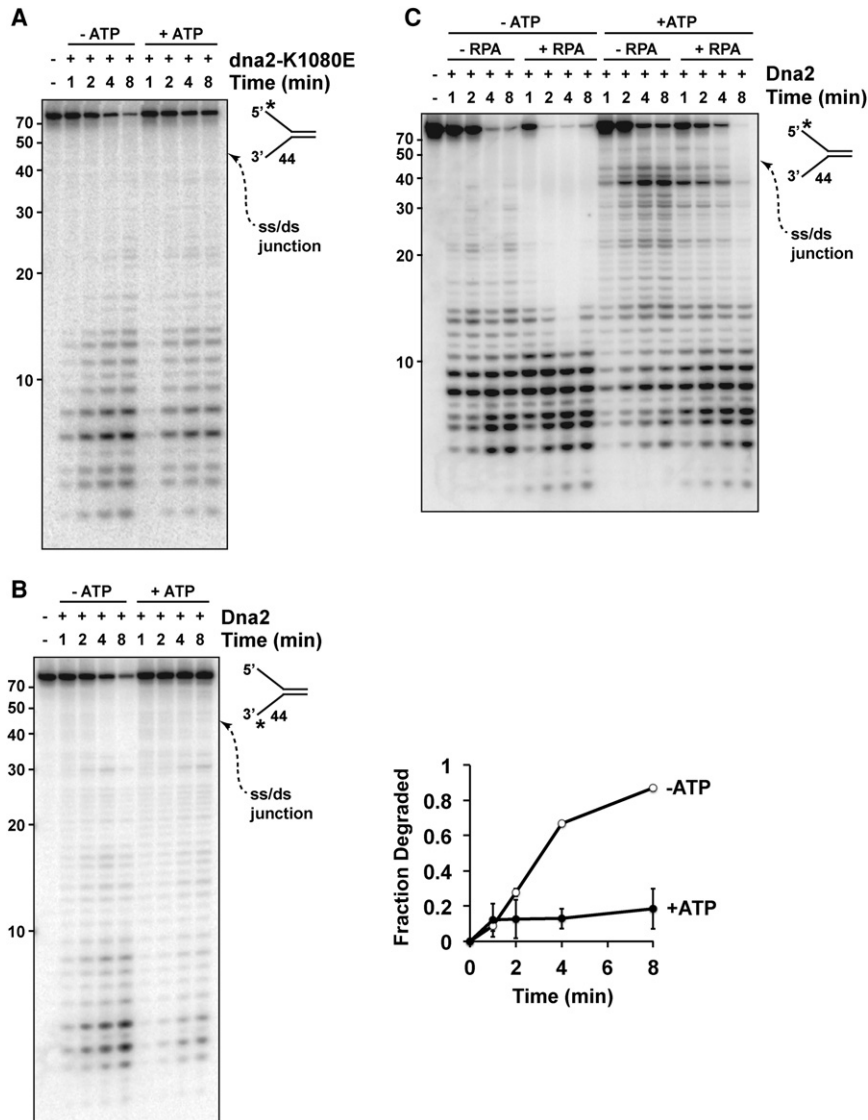 A
- ATP + ATP
- + + + + + + + + dna2-K1080E
- 1 2 4 8 1 2 4 8 Time (min)
70
50
40
30
20
10
5' *
3' 44
ss/ds
junction
B
- ATP + ATP
- + + + + + + + + Dna2
- 1 2 4 8 1 2 4 8 Time (min)
70
50
40
30
20
10
5'
3' 44
*
ss/ds
junction
C
- ATP +ATP
- RPA + RPA - RPA + RPA
- + + + + + + + + + + + + + + + + Dna2
- 1 2 4 8 1 2 4 8 1 2 4 8 1 2 4 8 Time (min)
70
50
40
30
20
10
5' *
3' 44
ss/ds
junction
Fraction Degraded
1
0.8
0.6
0.4
0.2
0
-ATP
+ATP
0 2 4 6 8
Time (min)